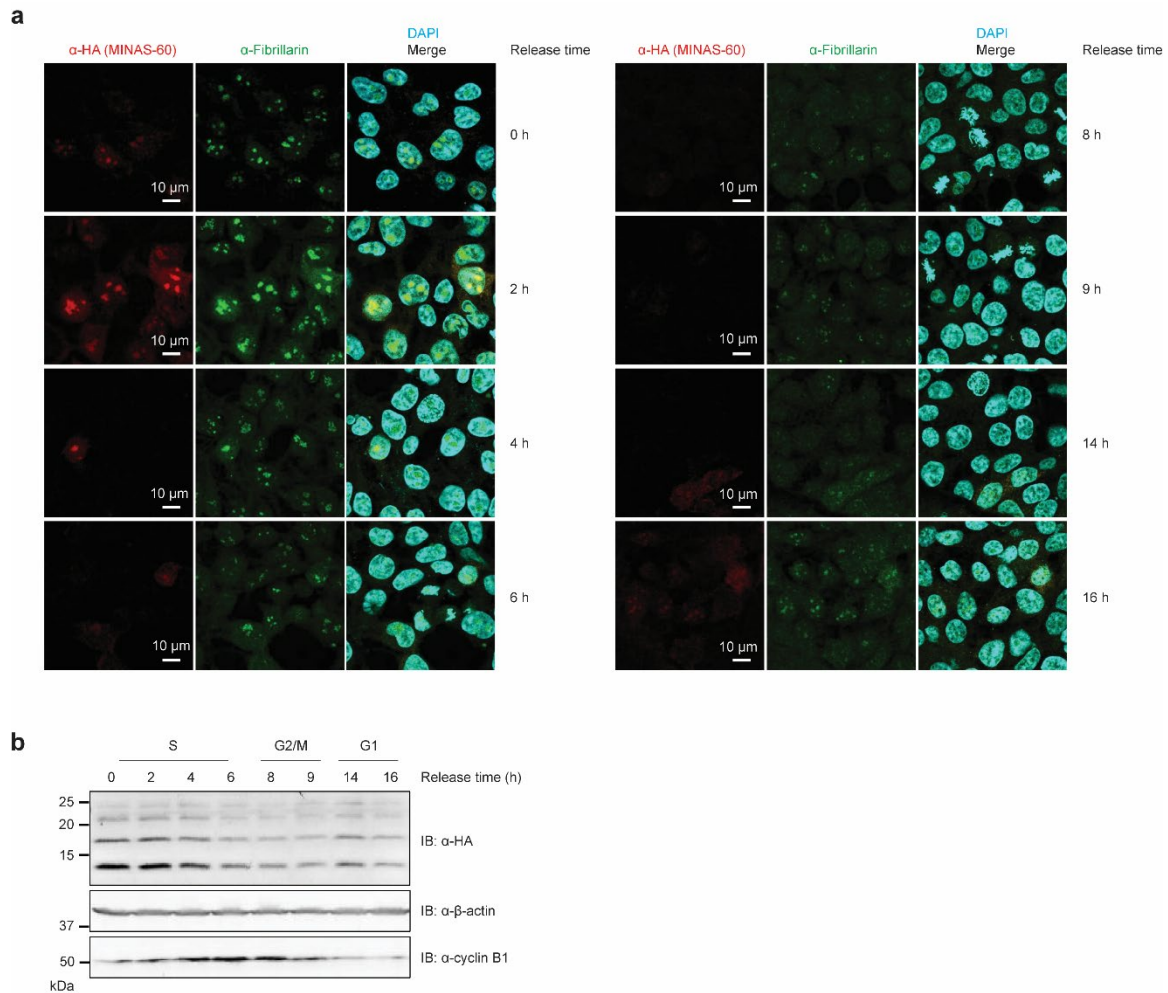 a
α-HA (MINAS-60) α-Fibrillarin DAPI Merge Release time
10 µm 0 h
10 µm 2 h
10 µm 4 h
10 µm 6 h
α-HA (MINAS-60) α-Fibrillarin DAPI Merge Release time
10 µm 8 h
10 µm 9 h
10 µm 14 h
10 µm 16 h
b
S G2/M G1
0 2 4 6 8 9 14 16 Release time (h)
25
20
15
IB: α-HA
IB: α-β-actin
37
IB: α-cyclin B1
50
kDa